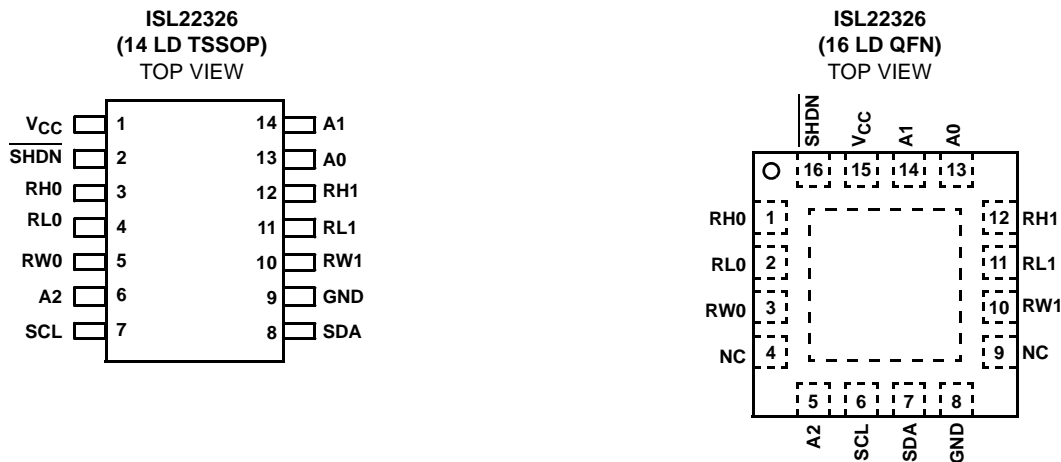 ISL22326
(14 LD TSSOP)
TOP VIEW
VCC 1 14 A1
SHDN 2 13 A0
RH0 3 12 RH1
RL0 4 11 RL1
RW0 5 10 RW1
A2 6 9 GND
SCL 7 8 SDA
ISL22326
(16 LD QFN)
TOP VIEW
SHDN VCC A1 A0
16 15 14 13
RH0 1 12 RH1
RL0 2 11 RL1
RW0 3 10 RW1
NC 4 9 NC
5 6 7 8
A2 SCL SDA GND